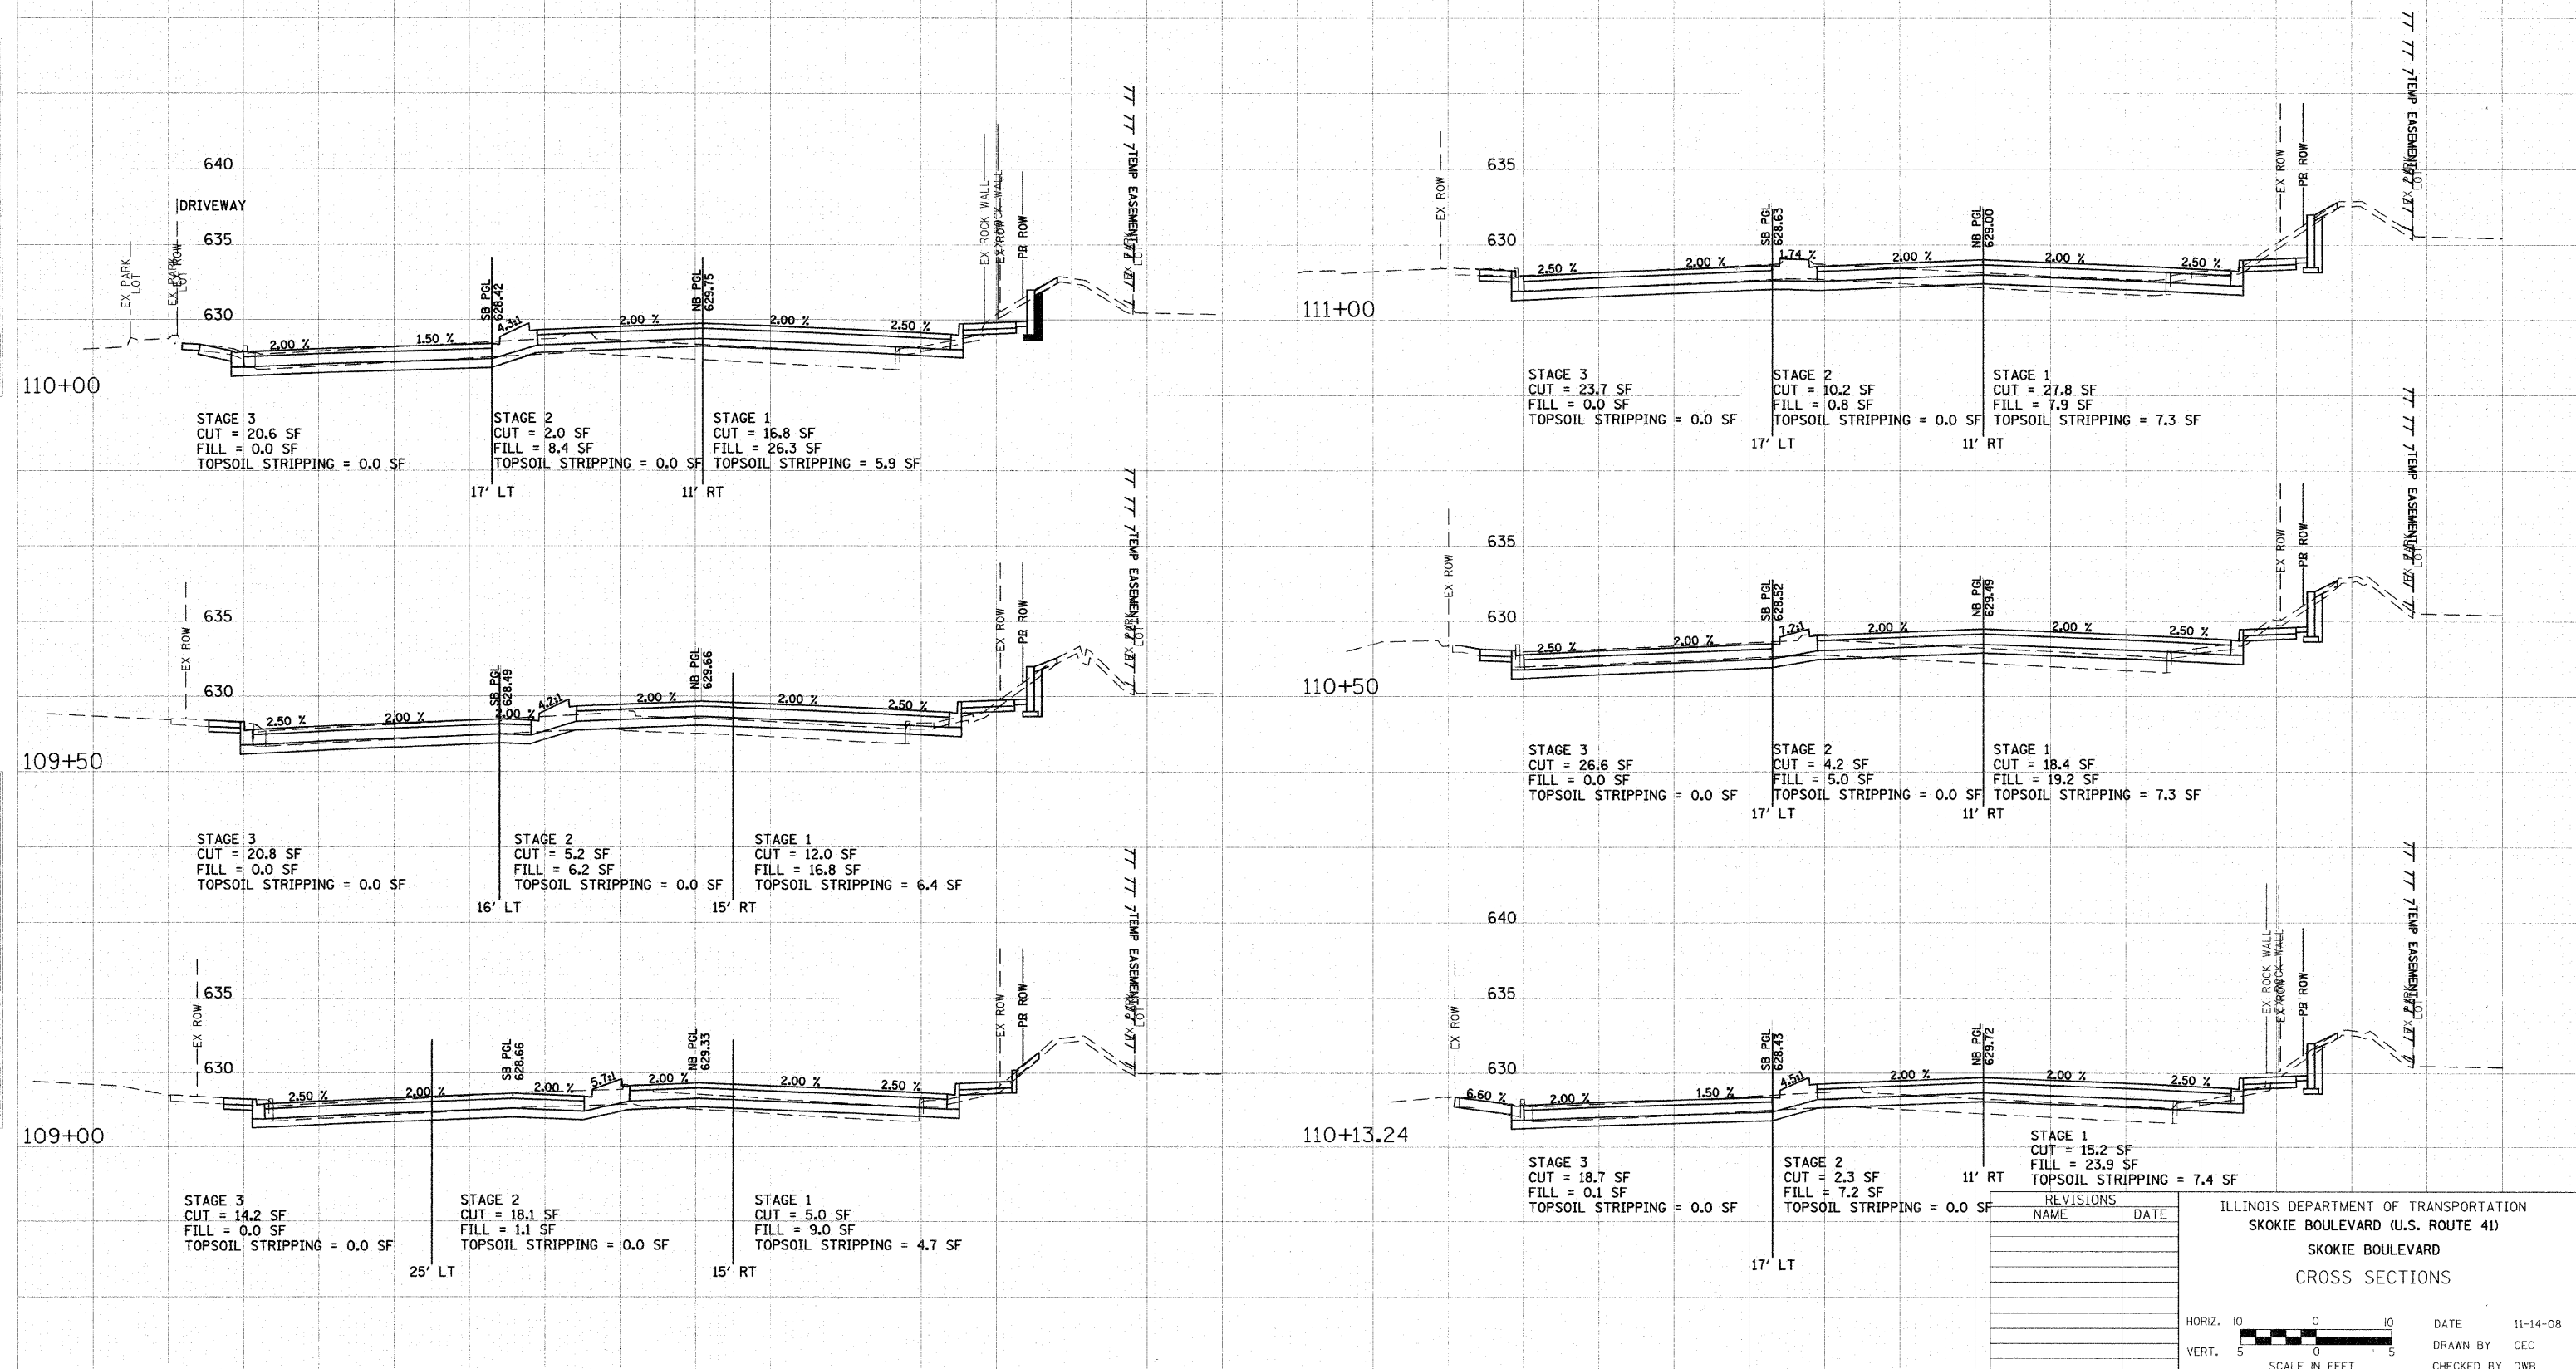 640
DRIVEWAY
635
630
EX PARK
LOT
SB PGL
628.42
NB PGL
629.75
EX ROCK WALL
PR ROW
TEMP EASEMENT
2.00 %
1.50 %
4.3:1
2.00 %
2.00 %
2.50 %
110+00
STAGE 3
CUT = 20.6 SF
FILL = 0.0 SF
TOPSOIL STRIPPING = 0.0 SF
STAGE 2
CUT = 2.0 SF
FILL = 8.4 SF
TOPSOIL STRIPPING = 0.0 SF
STAGE 1
CUT = 16.8 SF
FILL = 26.3 SF
TOPSOIL STRIPPING = 5.9 SF
17' LT
11' RT
635
630
EX ROW
SB PGL
628.49
NB PGL
629.66
EX ROW
PR ROW
TEMP EASEMENT
2.50 %
2.00 %
2.00 %
4.2:1
2.00 %
2.00 %
2.50 %
109+50
STAGE 3
CUT = 20.8 SF
FILL = 0.0 SF
TOPSOIL STRIPPING = 0.0 SF
STAGE 2
CUT = 5.2 SF
FILL = 6.2 SF
TOPSOIL STRIPPING = 0.0 SF
STAGE 1
CUT = 12.0 SF
FILL = 16.8 SF
TOPSOIL STRIPPING = 6.4 SF
16' LT
15' RT
635
630
EX ROW
SB PGL
628.66
NB PGL
629.33
EX ROW
PR ROW
TEMP EASEMENT
2.50 %
2.00 %
2.00 %
5.7:1
2.00 %
2.00 %
2.50 %
109+00
STAGE 3
CUT = 14.2 SF
FILL = 0.0 SF
TOPSOIL STRIPPING = 0.0 SF
STAGE 2
CUT = 18.1 SF
FILL = 1.1 SF
TOPSOIL STRIPPING = 0.0 SF
STAGE 1
CUT = 5.0 SF
FILL = 9.0 SF
TOPSOIL STRIPPING = 4.7 SF
25' LT
15' RT
635
630
EX ROW
SB PGL
628.63
NB PGL
629.00
EX ROW
PR ROW
TEMP EASEMENT
2.50 %
2.00 %
1.74 %
2.00 %
2.00 %
2.50 %
111+00
STAGE 3
CUT = 23.7 SF
FILL = 0.0 SF
TOPSOIL STRIPPING = 0.0 SF
STAGE 2
CUT = 10.2 SF
FILL = 0.8 SF
TOPSOIL STRIPPING = 0.0 SF
STAGE 1
CUT = 27.8 SF
FILL = 7.9 SF
TOPSOIL STRIPPING = 7.3 SF
17' LT
11' RT
635
630
EX ROW
SB PGL
628.52
NB PGL
629.49
EX ROW
PR ROW
TEMP EASEMENT
2.50 %
2.00 %
7.2:1
2.00 %
2.00 %
2.50 %
110+50
STAGE 3
CUT = 26.6 SF
FILL = 0.0 SF
TOPSOIL STRIPPING = 0.0 SF
STAGE 2
CUT = 4.2 SF
FILL = 5.0 SF
TOPSOIL STRIPPING = 0.0 SF
STAGE 1
CUT = 18.4 SF
FILL = 19.2 SF
TOPSOIL STRIPPING = 7.3 SF
17' LT
11' RT
640
635
630
EX ROW
SB PGL
628.43
NB PGL
629.72
EX ROCK WALL
PR ROW
TEMP EASEMENT
6.60 %
2.00 %
1.50 %
4.5:1
2.00 %
2.00 %
2.50 %
110+13.24
STAGE 3
CUT = 18.7 SF
FILL = 0.1 SF
TOPSOIL STRIPPING = 0.0 SF
STAGE 2
CUT = 2.3 SF
FILL = 7.2 SF
TOPSOIL STRIPPING = 0.0 SF
STAGE 1
CUT = 15.2 SF
FILL = 23.9 SF
TOPSOIL STRIPPING = 7.4 SF
17' LT
11' RT
REVISIONS
NAME DATE
ILLINOIS DEPARTMENT OF TRANSPORTATION
SKOKIE BOULEVARD (U.S. ROUTE 41)
SKOKIE BOULEVARD
CROSS SECTIONS
HORIZ. 10 0 10
VERT. 5 0 5
SCALE IN FEET
DATE 11-14-08
DRAWN BY CEC
CHECKED BY DWB